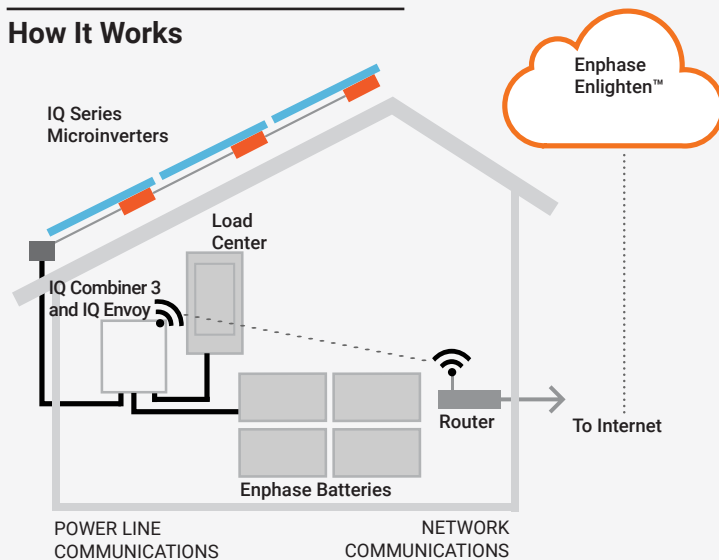 How It Works
Enphase
Enlighten™
IQ Series
Microinverters
Load
Center
IQ Combiner 3
and IQ Envoy
Router
To Internet
Enphase Batteries
POWER LINE
COMMUNICATIONS
NETWORK
COMMUNICATIONS